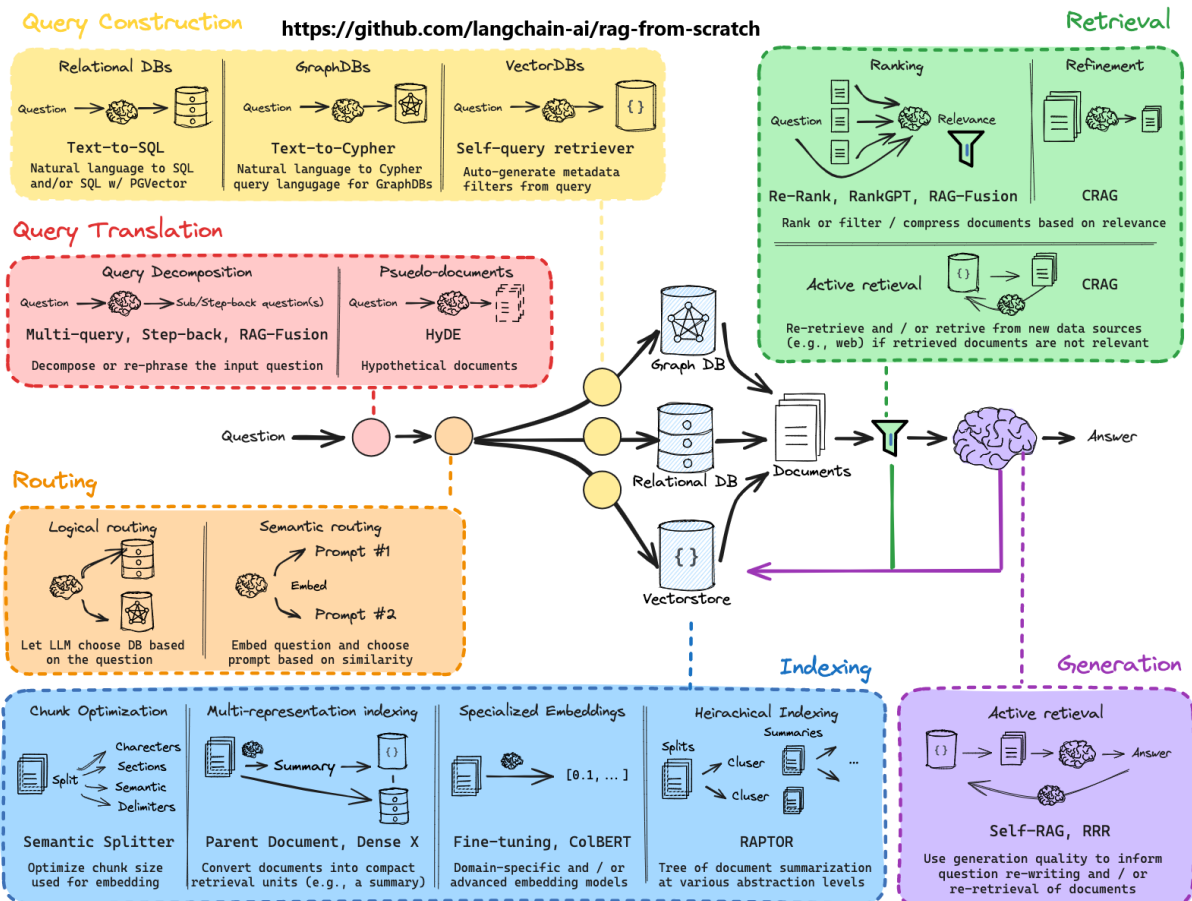 Query Construction
https://github.com/langchain-ai/rag-from-scratch
Relational DBs
Question
Text-to-SQL
Natural language to SQL
and/or SQL w/ PGVector
GraphDBs
Question
Text-to-Cypher
Natural language to Cypher
query langugage for GraphDBs
VectorDBs
Question
{ }
Self-query retriever
Auto-generate metadata
filters from query
Retrieval
Ranking
Question
Relevance
Re-Rank, RankGPT, RAG-Fusion
Refinement
CRAG
Rank or filter / compress documents based on relevance
Active retieval
{ }
CRAG
Re-retrieve and / or retrive from new data sources
(e.g., web) if retrieved documents are not relevant
Query Translation
Query Decomposition
Question
Sub/Step-back question(s)
Multi-query, Step-back, RAG-Fusion
Decompose or re-phrase the input question
Psuedo-documents
Question
HyDE
Hypothetical documents
Question
Graph DB
Relational DB
{ }
Vectorstore
Documents
Answer
Routing
Logical routing
Let LLM choose DB based
on the question
Semantic routing
Prompt #1
Embed
Prompt #2
Embed question and choose
prompt based on similarity
Indexing
Chunk Optimization
Split
Charecters
Sections
Semantic
Delimiters
Semantic Splitter
Optimize chunk size
used for embedding
Multi-representation indexing
Summary
{ }
Parent Document, Dense X
Convert documents into compact
retrieval units (e.g., a summary)
Specialized Embeddings
[0.1, ...]
Fine-tuning, ColBERT
Domain-specific and / or
advanced embedding models
Heirachical Indexing
Splits
Summaries
Cluser
Cluser
...
RAPTOR
Tree of document summarization
at various abstraction levels
Generation
Active retieval
{ }
Answer
Self-RAG, RRR
Use generation quality to inform
question re-writing and / or
re-retrieval of documents